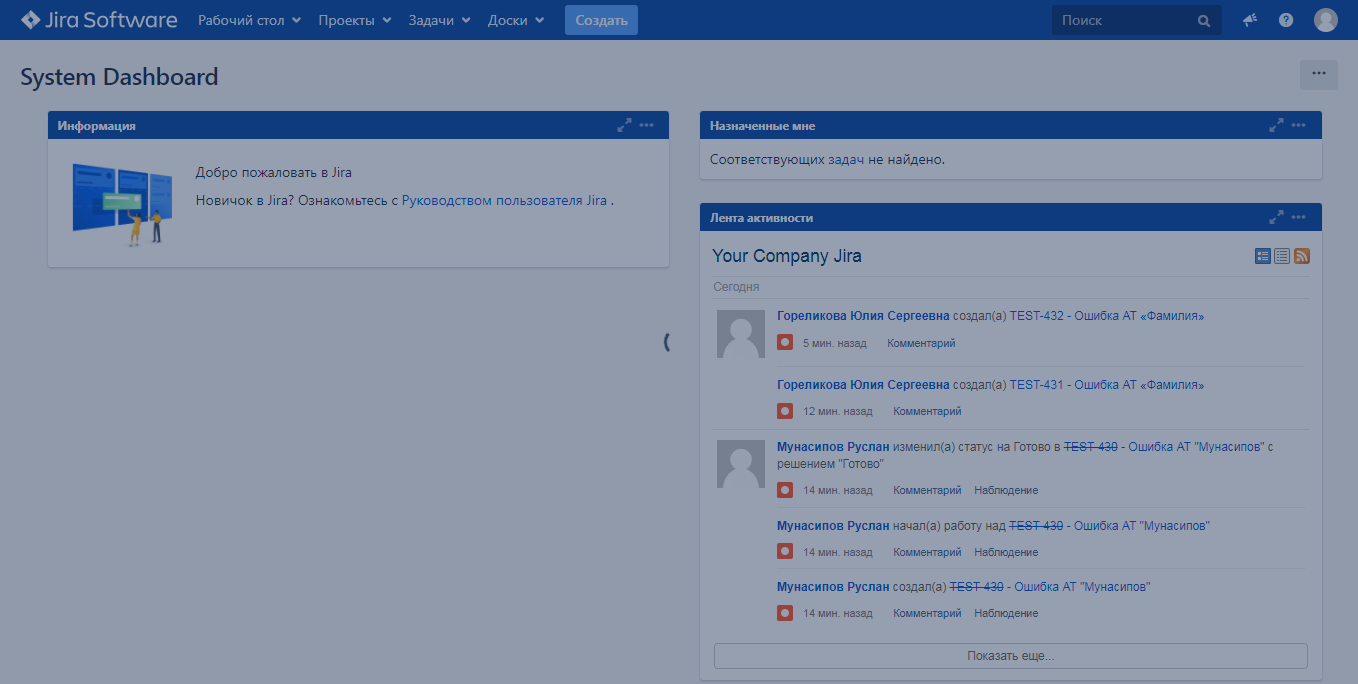 Jira Software Рабочий стол Проекты Задачи Доски Создать Поиск
System Dashboard
Информация
Добро пожаловать в Jira
Новичок в Jira? Ознакомьтесь с Руководством пользователя Jira .
Назначенные мне
Соответствующих задач не найдено.
Лента активности
Your Company Jira
Сегодня
Гореликова Юлия Сергеевна создал(а) TEST-432 - Ошибка АТ «Фамилия»
5 мин. назад Комментарий
Гореликова Юлия Сергеевна создал(а) TEST-431 - Ошибка АТ «Фамилия»
12 мин. назад Комментарий
Мунасипов Руслан изменил(а) статус на Готово в TEST-430 - Ошибка АТ "Мунасипов" с
решением "Готово"
14 мин. назад Комментарий Наблюдение
Мунасипов Руслан начал(а) работу над TEST-430 - Ошибка АТ "Мунасипов"
14 мин. назад Комментарий Наблюдение
Мунасипов Руслан создал(а) TEST-430 - Ошибка АТ "Мунасипов"
14 мин. назад Комментарий Наблюдение
Показать еще...